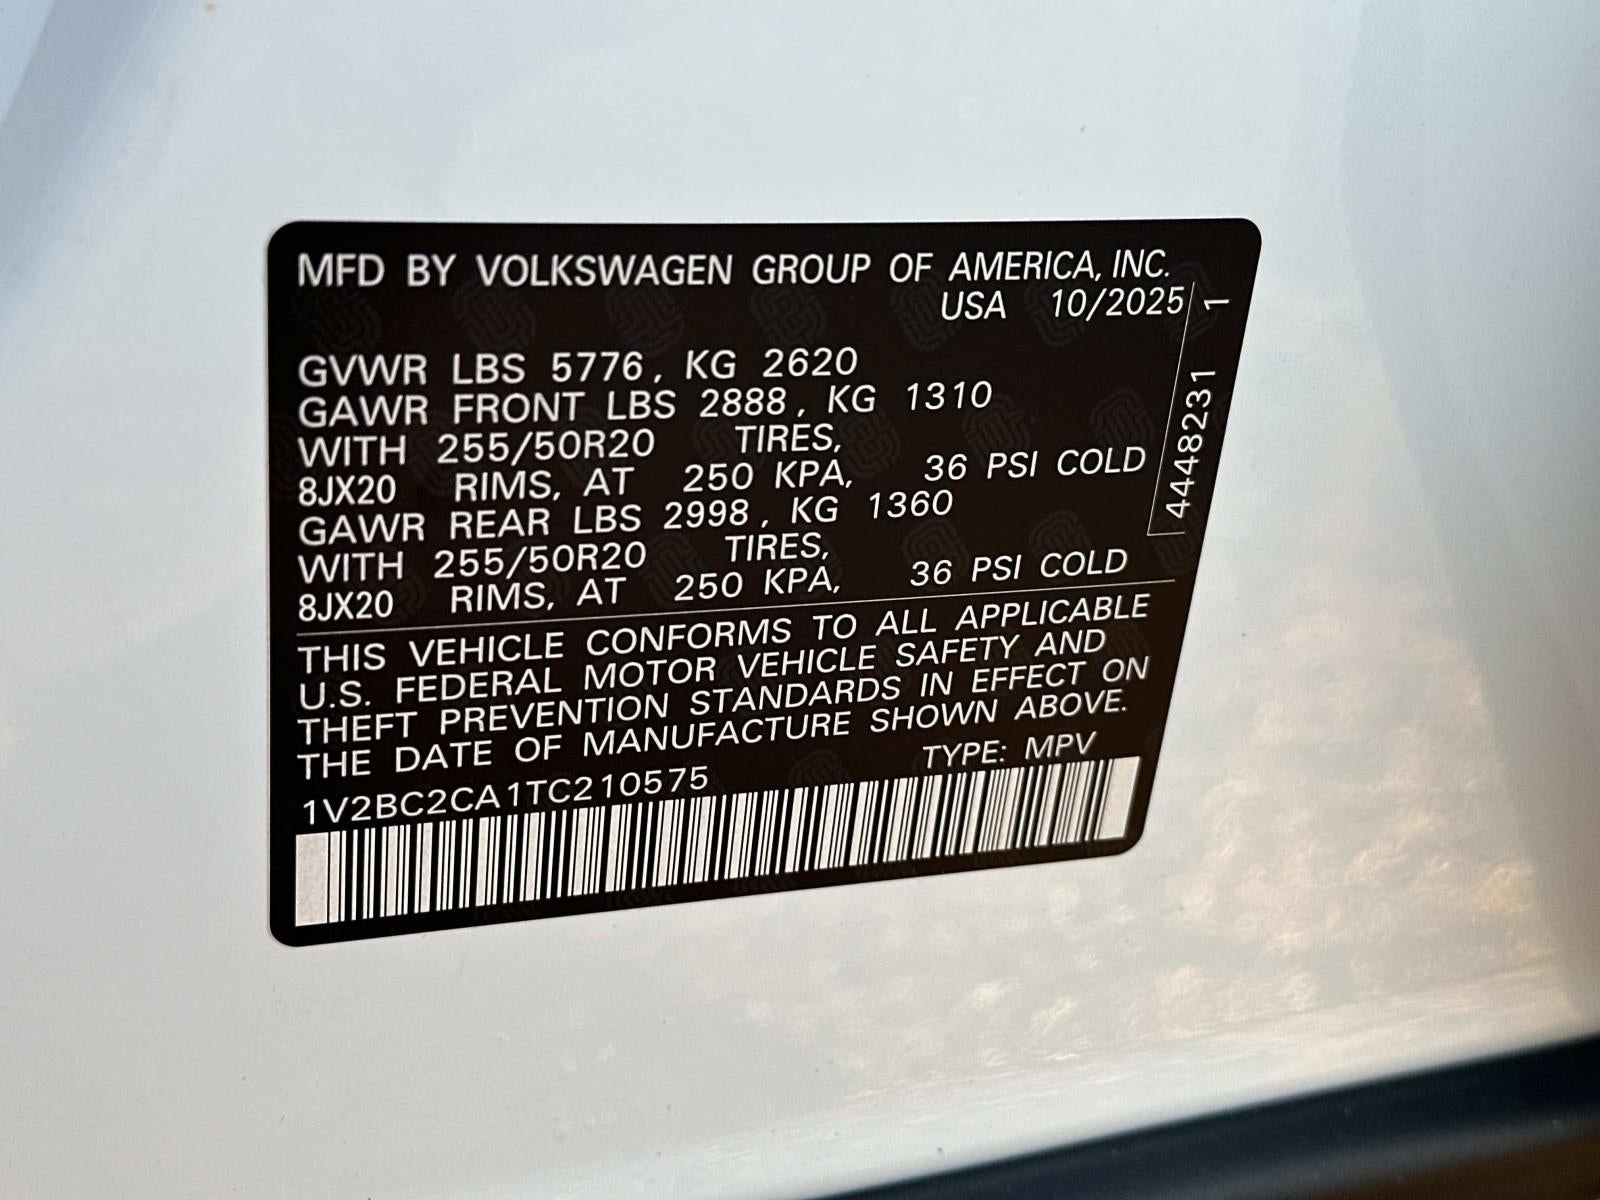 MFD BY VOLKSWAGEN GROUP OF AMERICA, INC.
USA 10/2025
GVWR LBS 5776, KG 2620
GAWR FRONT LBS 2888, KG 1310
WITH 255/50R20 TIRES,
8JX20 RIMS, AT 250 KPA, 36 PSI COLD
GAWR REAR LBS 2998, KG 1360
WITH 255/50R20 TIRES,
8JX20 RIMS, AT 250 KPA, 36 PSI COLD
THIS VEHICLE CONFORMS TO ALL APPLICABLE
U.S. FEDERAL MOTOR VEHICLE SAFETY AND
THEFT PREVENTION STANDARDS IN EFFECT ON
THE DATE OF MANUFACTURE SHOWN ABOVE.
TYPE: MPV
1V2BC2CA1TC210575
4448231 1